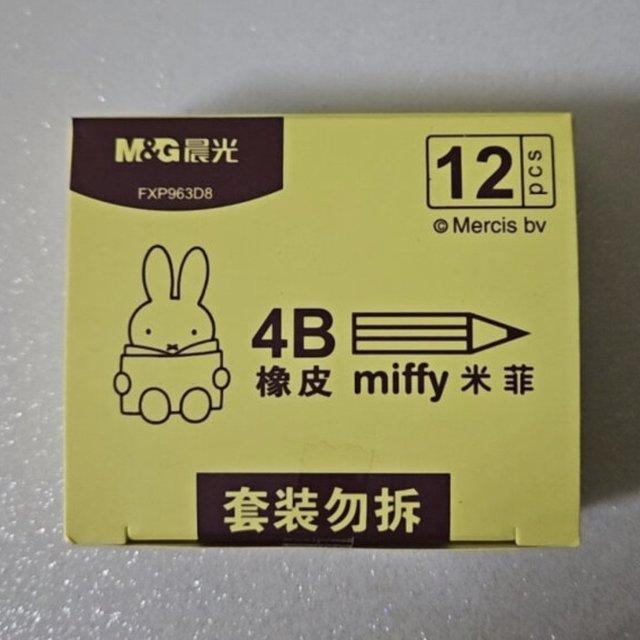 M&G晨光
FXP963D8
12 pcs
© Mercis bv
4B
橡皮 miffy 米菲
套装勿拆